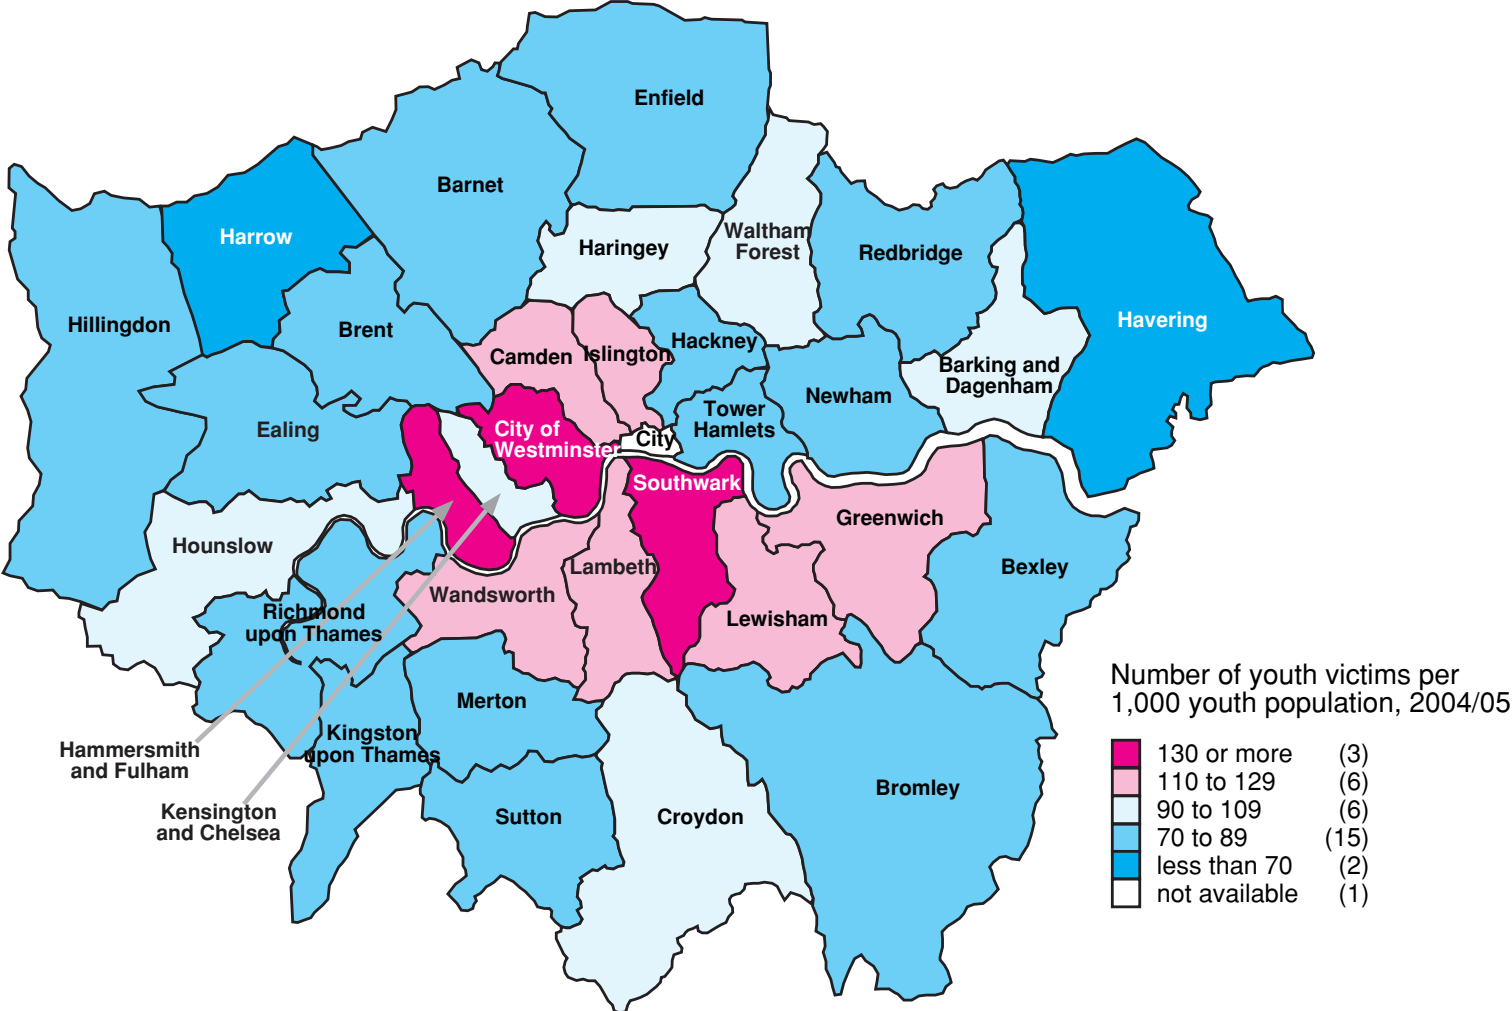 Enfield
Barnet
Harrow
Haringey
Waltham
Forest
Redbridge
Hillingdon
Brent
Camden
Islington
Hackney
Havering
Barking and
Dagenham
Newham
Tower
Hamlets
Ealing
City of
Westminster
City
Southwark
Greenwich
Hounslow
Bexley
Lambeth
Wandsworth
Richmond
upon Thames
Lewisham
Merton
Kingston
upon Thames
Hammersmith
and Fulham
Kensington
and Chelsea
Sutton
Croydon
Bromley
Number of youth victims per
1,000 youth population, 2004/05
130 or more (3)
110 to 129 (6)
90 to 109 (6)
70 to 89 (15)
less than 70 (2)
not available (1)